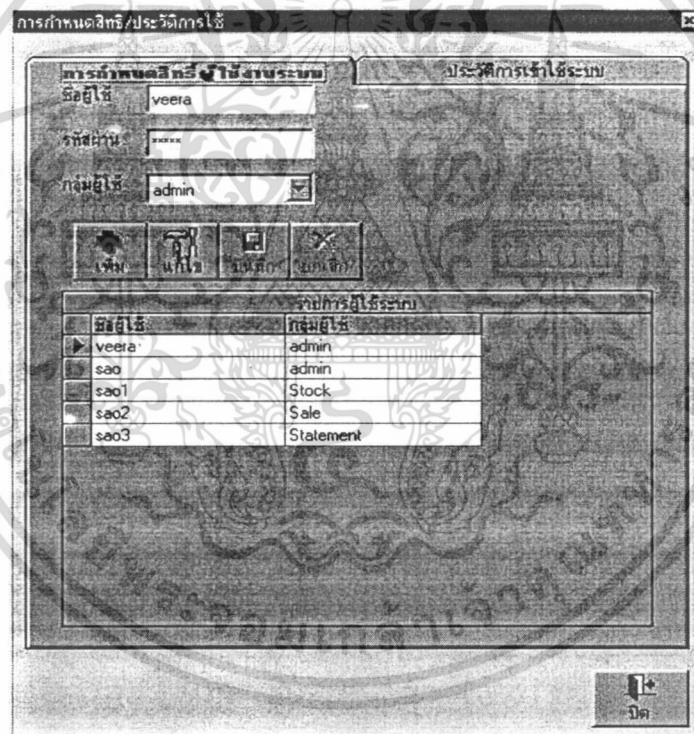 การกำหนดสิทธิ/ประวัติการใช้
การกำหนดสิทธิ์ ผู้ใช้งานระบบ ประวัติการเข้าใช้ระบบ
ชื่อผู้ใช้ veera
รหัสผ่าน xxxxx
กลุ่มผู้ใช้ admin
เพิ่ม แก้ไข บันทึก ยกเลิก
รายการผู้ใช้ระบบ
ชื่อผู้ใช้ กลุ่มผู้ใช้
veera admin
sao admin
sao1 Stock
sao2 Sale
sao3 Statement
ปิด